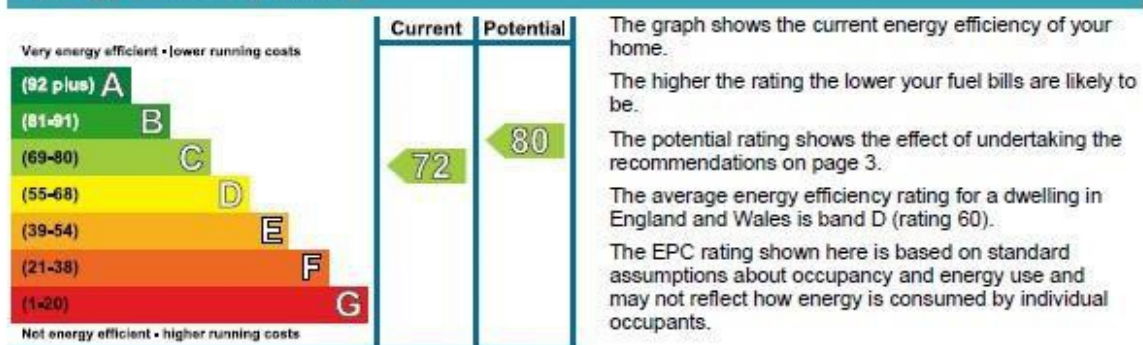 Current Potential
Very energy efficient • lower running costs
(92 plus) A
(81-91) B
(69-80) C
(55-68) D
(39-54) E
(21-38) F
(1-20) G
Not energy efficient • higher running costs
72
80
The graph shows the current energy efficiency of your
home.
The higher the rating the lower your fuel bills are likely to
be.
The potential rating shows the effect of undertaking the
recommendations on page 3.
The average energy efficiency rating for a dwelling in
England and Wales is band D (rating 60).
The EPC rating shown here is based on standard
assumptions about occupancy and energy use and
may not reflect how energy is consumed by individual
occupants.